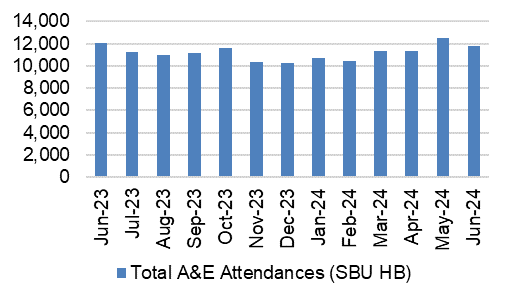 14,000
12,000
10,000
8,000
6,000
4,000
2,000
0
Jun-23
Jul-23
Aug-23
Sep-23
Oct-23
Nov-23
Dec-23
Jan-24
Feb-24
Mar-24
Apr-24
May-24
Jun-24
Total A&E Attendances (SBU HB)